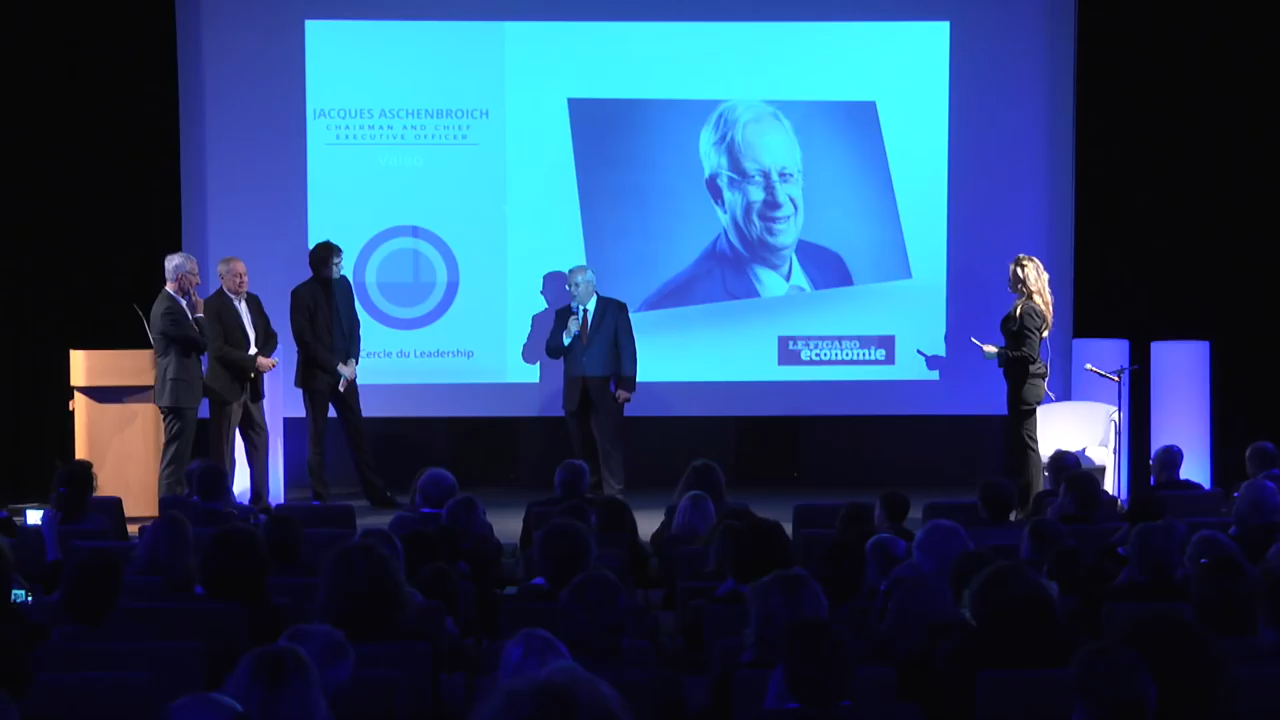 JACQUES ASCHENBROICH
CHAIRMAN AND CHIEF
EXECUTIVE OFFICER
valeo
Cercle du Leadership
LE FIGARO
économie